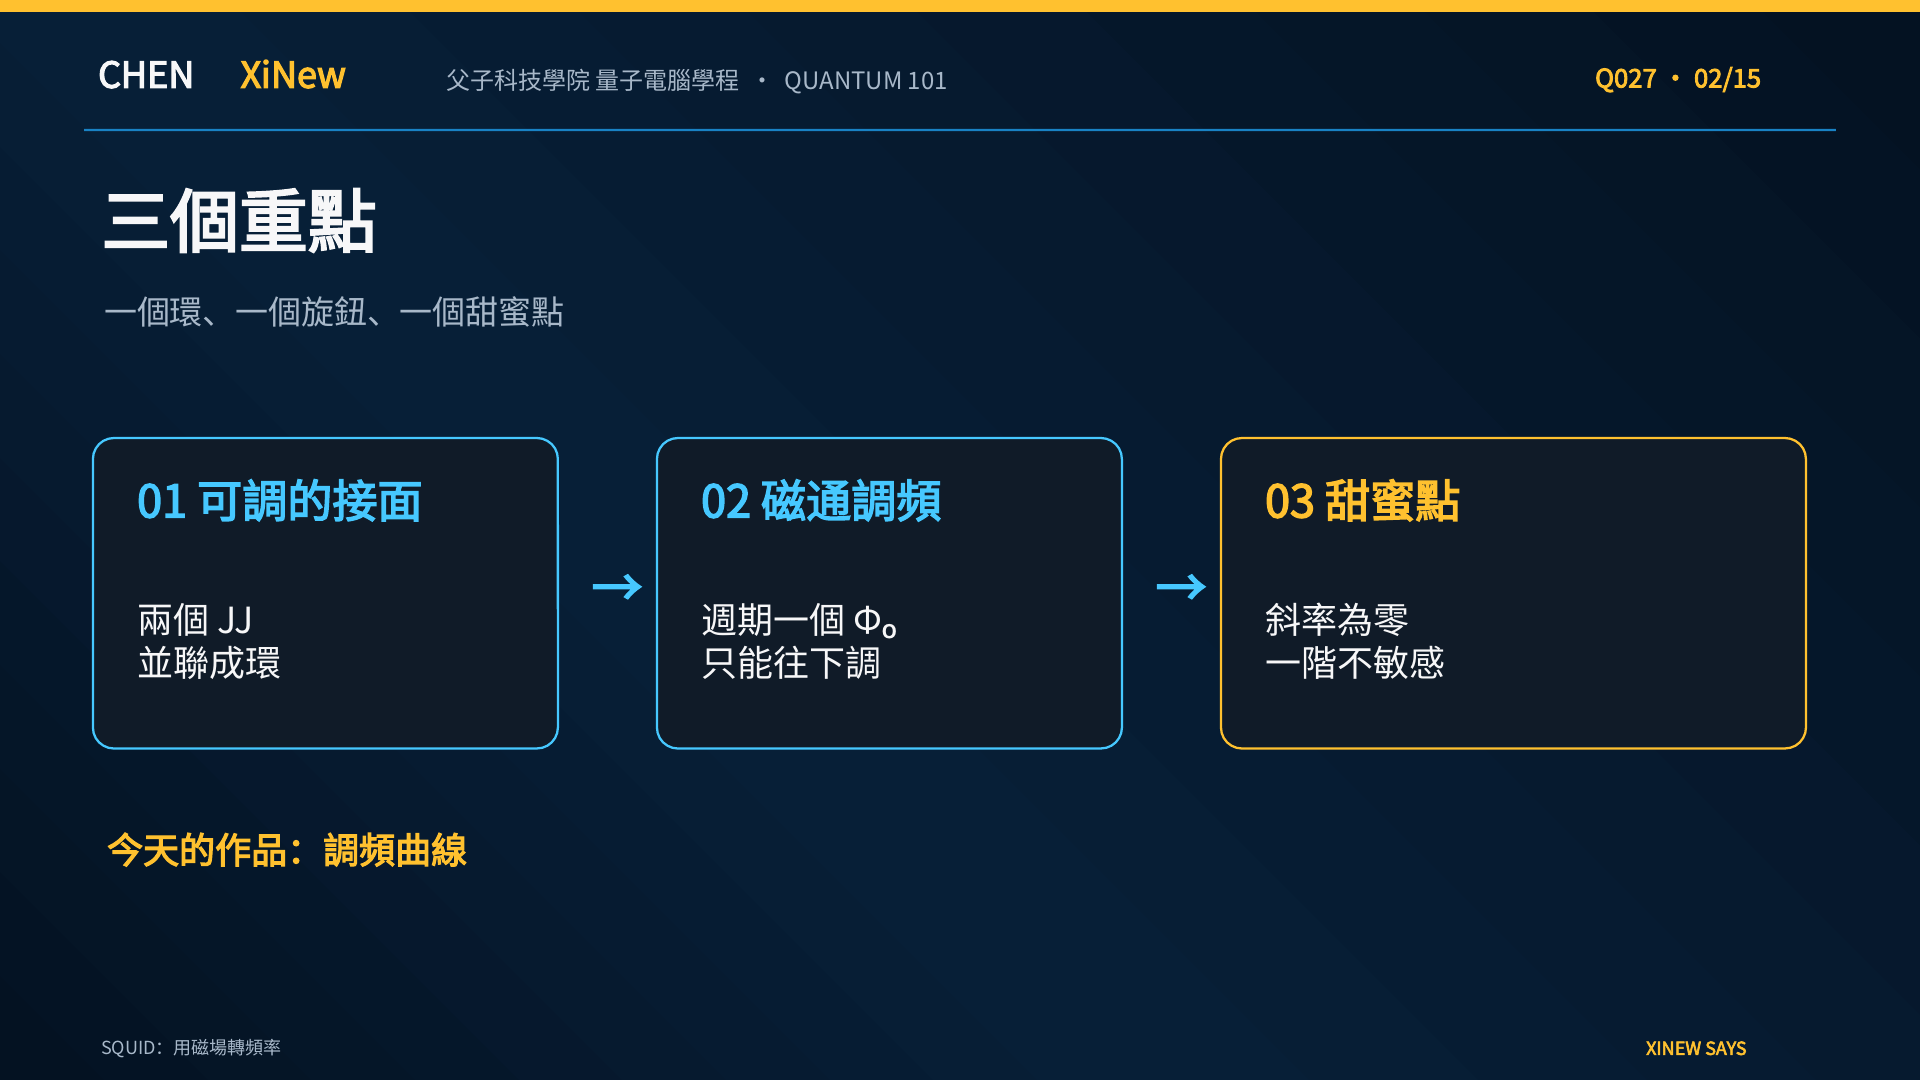 CHEN XiNew 父子科技學院 量子電腦學程 • QUANTUM 101 Q027 • 02/15
三個重點
一個環、一個旋鈕、一個甜蜜點
01 可調的接面
兩個 JJ
並聯成環
→
02 磁通調頻
週期一個 Φ₀
只能往下調
→
03 甜蜜點
斜率為零
一階不敏感
今天的作品：調頻曲線
SQUID：用磁場轉頻率
XINEW SAYS